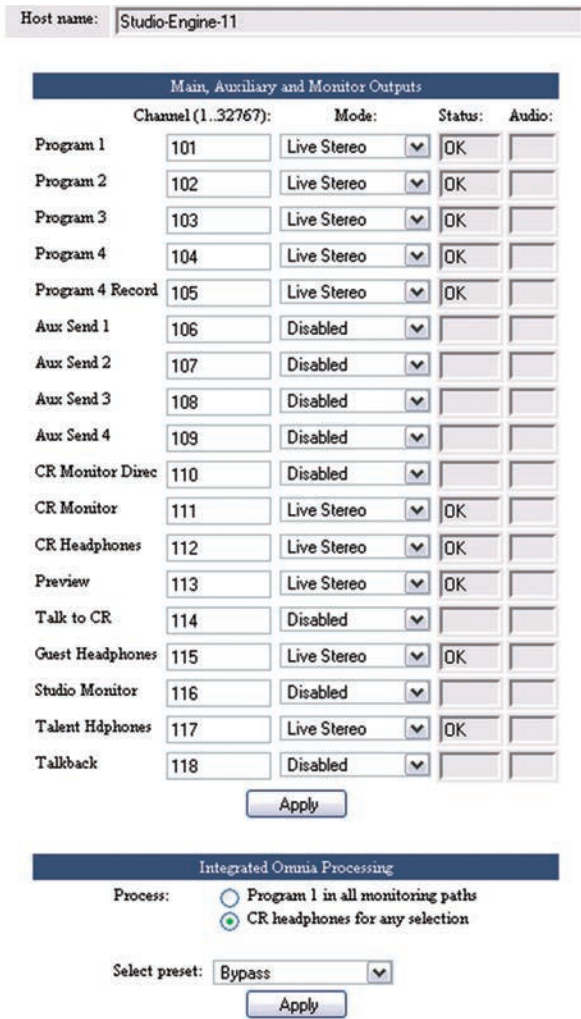 Host name: Studio-Engine-11
Main, Auxiliary and Monitor Outputs
Channel (1..32767): Mode: Status: Audio:
Program 1 101 Live Stereo OK
Program 2 102 Live Stereo OK
Program 3 103 Live Stereo OK
Program 4 104 Live Stereo OK
Program 4 Record 105 Live Stereo OK
Aux Send 1 106 Disabled
Aux Send 2 107 Disabled
Aux Send 3 108 Disabled
Aux Send 4 109 Disabled
CR Monitor Direc 110 Disabled
CR Monitor 111 Live Stereo OK
CR Headphones 112 Live Stereo OK
Preview 113 Live Stereo OK
Talk to CR 114 Disabled
Guest Headphones 115 Live Stereo OK
Studio Monitor 116 Disabled
Talent Hdphones 117 Live Stereo OK
Talkback 118 Disabled
Apply
Integrated Omnia Processing
Process: Program 1 in all monitoring paths
CR headphones for any selection
Select preset: Bypass
Apply